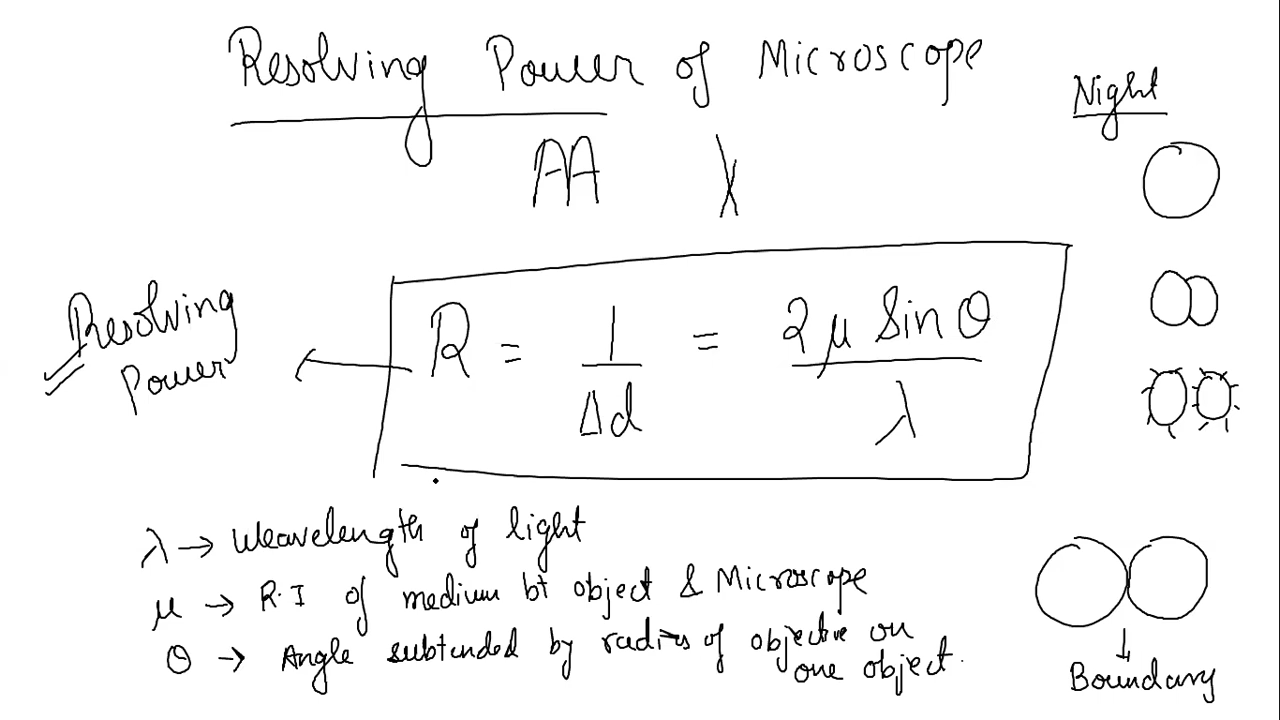 Resolving Power of Microscope
Night
AA
Resolving Power
R = 1/Δd = 2μ Sin θ/λ
λ → Weavelength of light
μ → R.I of medium bt object & Microscope
θ → Angle subtended by radius of objective on
one object.
Boundary